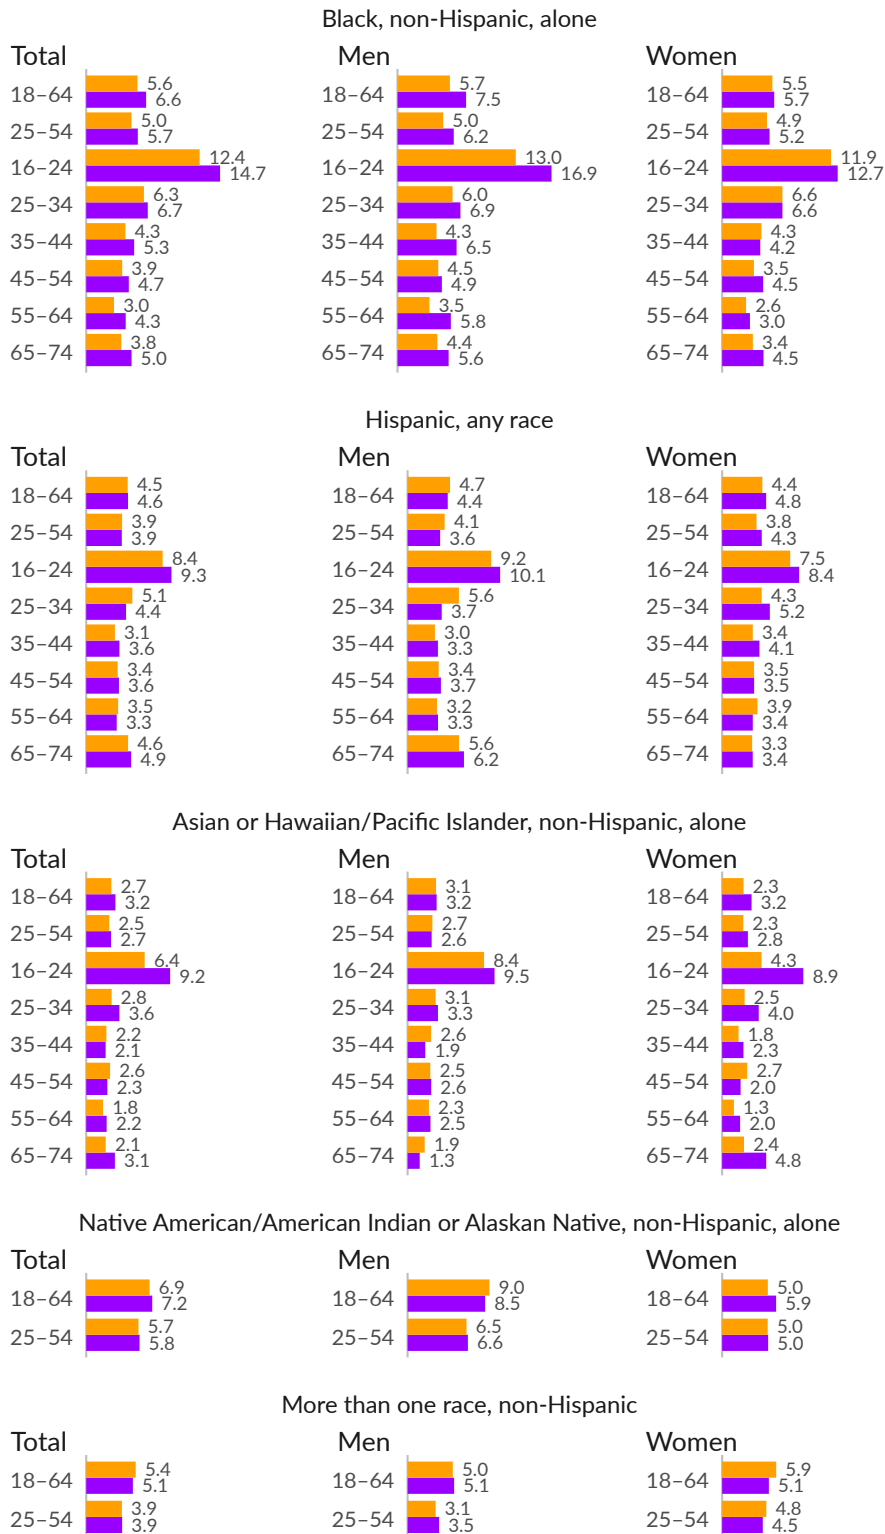 Black, non-Hispanic, alone
Total Men Women
18–64 5.6 6.6 18–64 5.7 7.5 18–64 5.5 5.7
25–54 5.0 5.7 25–54 5.0 6.2 25–54 4.9 5.2
16–24 12.4 14.7 16–24 13.0 16.9 16–24 11.9 12.7
25–34 6.3 6.7 25–34 6.0 6.9 25–34 6.6 6.6
35–44 4.3 5.3 35–44 4.3 6.5 35–44 4.3 4.2
45–54 3.9 4.7 45–54 4.5 4.9 45–54 3.5 4.5
55–64 3.0 4.3 55–64 3.5 5.8 55–64 2.6 3.0
65–74 3.8 5.0 65–74 4.4 5.6 65–74 3.4 4.5
Hispanic, any race
Total Men Women
18–64 4.5 4.6 18–64 4.7 4.4 18–64 4.4 4.8
25–54 3.9 3.9 25–54 4.1 3.6 25–54 3.8 4.3
16–24 8.4 9.3 16–24 9.2 10.1 16–24 7.5 8.4
25–34 5.1 4.4 25–34 5.6 3.7 25–34 4.3 5.2
35–44 3.1 3.6 35–44 3.0 3.3 35–44 3.4 4.1
45–54 3.4 3.6 45–54 3.4 3.7 45–54 3.5 3.5
55–64 3.5 3.3 55–64 3.2 3.3 55–64 3.9 3.4
65–74 4.6 4.9 65–74 5.6 6.2 65–74 3.3 3.4
Asian or Hawaiian/Pacific Islander, non-Hispanic, alone
Total Men Women
18–64 2.7 3.2 18–64 3.1 3.2 18–64 2.3 3.2
25–54 2.5 2.7 25–54 2.7 2.6 25–54 2.3 2.8
16–24 6.4 9.2 16–24 8.4 9.5 16–24 4.3 8.9
25–34 2.8 3.6 25–34 3.1 3.3 25–34 2.5 4.0
35–44 2.2 2.1 35–44 2.6 1.9 35–44 1.8 2.3
45–54 2.6 2.3 45–54 2.5 2.6 45–54 2.7 2.0
55–64 1.8 2.2 55–64 2.3 2.5 55–64 1.3 2.0
65–74 2.1 3.1 65–74 1.9 1.3 65–74 2.4 4.8
Native American/American Indian or Alaskan Native, non-Hispanic, alone
Total Men Women
18–64 6.9 7.2 18–64 9.0 8.5 18–64 5.0 5.9
25–54 5.7 5.8 25–54 6.5 6.6 25–54 5.0 5.0
More than one race, non-Hispanic
Total Men Women
18–64 5.4 5.1 18–64 5.0 5.1 18–64 5.9 5.1
25–54 3.9 3.9 25–54 3.1 3.5 25–54 4.8 4.5